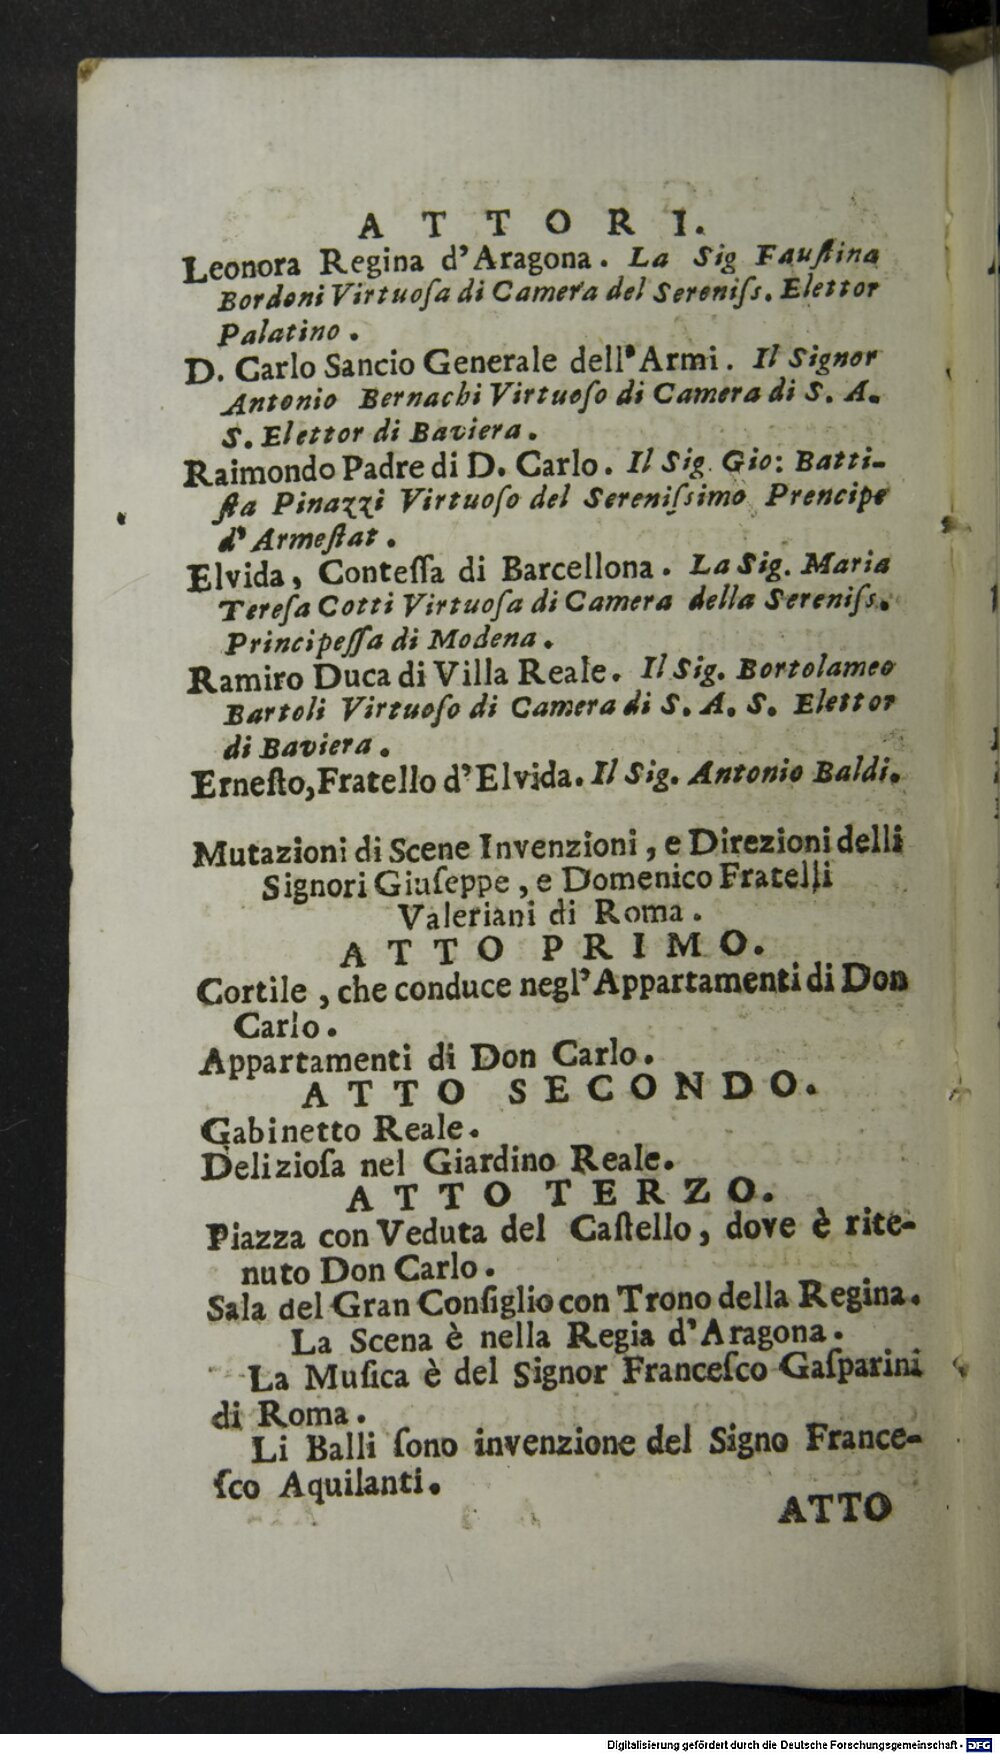 ATTORI.
Leonora Regina d'Aragona. La Sig Fauſtina
Bordoni Virtuoſa di Camera del Sereniſs. Elettor
Palatino.
D. Carlo Sancio Generale dell'Armi. Il Signor
Antonio Bernachi Virtuoſo di Camera di S. A.
S. Elettor di Baviera.
Raimondo Padre di D. Carlo. Il Sig. Gio: Batti-
ſta Pinazzi Virtuoſo del Sereniſsimo Prencipe
d'Armeſtat.
Elvida, Conteſſa di Barcellona. La Sig. Maria
Tereſa Cotti Virtuoſa di Camera della Sereniſs.
Principeſſa di Modena.
Ramiro Duca di Villa Reale. Il Sig. Bortolameo
Bartoli Virtuoſo di Camera di S. A. S. Elettor
di Baviera.
Erneſto, Fratello d'Elvida. Il Sig. Antonio Baldi.
Mutazioni di Scene Invenzioni, e Direzioni delli
Signori Giuſeppe, e Domenico Fratelli
Valeriani di Roma.
ATTO PRIMO.
Cortile, che conduce negl'Appartamenti di Don
Carlo.
Appartamenti di Don Carlo.
ATTO SECONDO.
Gabinetto Reale.
Delizioſa nel Giardino Reale.
ATTO TERZO.
Piazza con Veduta del Caſtello, dove è rite-
nuto Don Carlo.
Sala del Gran Conſiglio con Trono della Regina.
La Scena è nella Regia d'Aragona.
La Muſica è del Signor Franceſco Gaſparini
di Roma.
Li Balli ſono invenzione del Signo France-
ſco Aquilanti.
ATTO
Digitalisierung gefördert durch die Deutsche Forschungsgemeinschaft - DFG